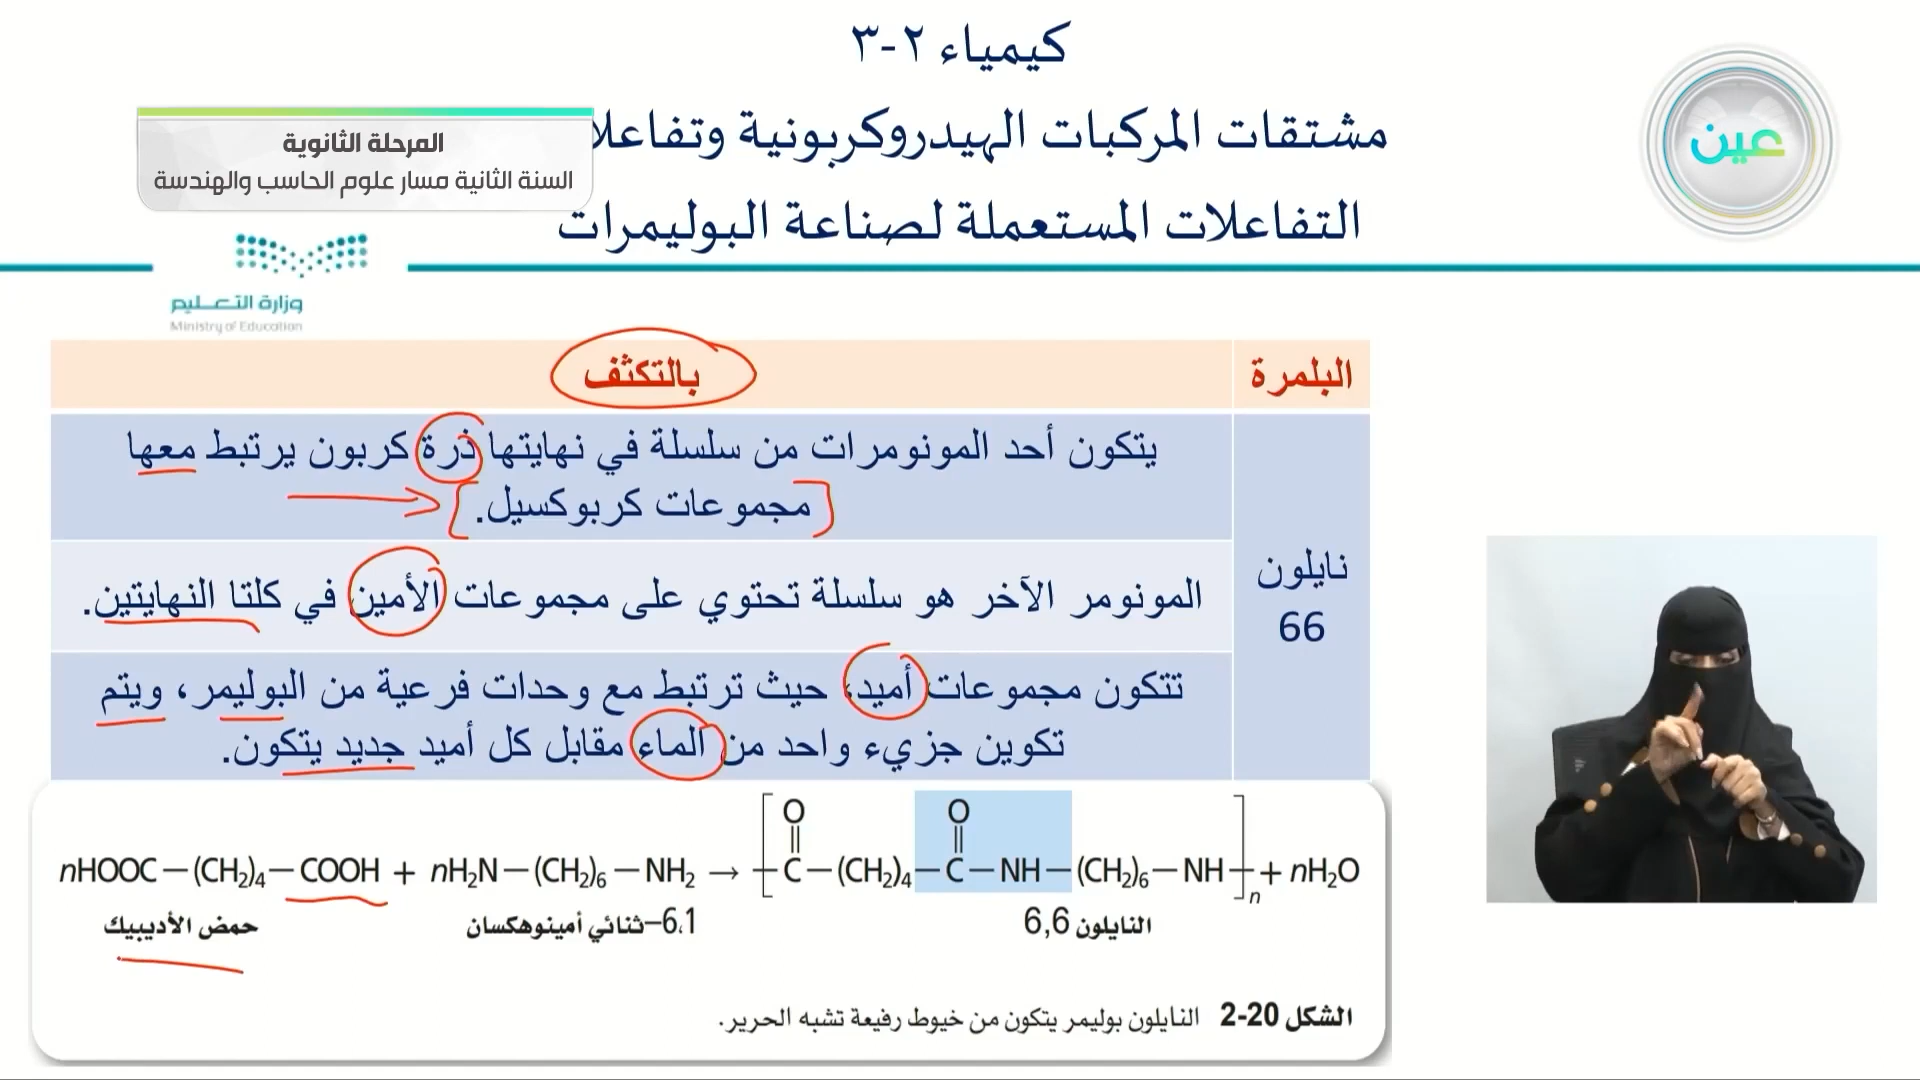 كيمياء ٢-٣
مشتقات المركبات الهيدروكربونية
التفاعلات المستعملة لصناعة البوليمرات
المرحلة الثانوية
السنة الثانية مسار علوم الحاسب والهندسة
عين
وزارة التعليم
Ministry of Education
البلمرة
بالتكثف
نايلون
66
يتكون أحد المونومرات من سلسلة في نهايتها ذرة كربون يرتبط معها
مجموعات كربوكسيل.
المونومر الآخر هو سلسلة تحتوي على مجموعات الأمين في كلتا النهايتين.
تتكون مجموعات أميد، حيث ترتبط مع وحدات فرعية من البوليمر، ويتم
تكوين جزيء واحد من الماء مقابل كل أميد جديد يتكون.
O O
nHOOC—(CH₂)₄—COOH + nH₂N—(CH₂)₆—NH₂ → [—C—(CH₂)₄—C—NH—(CH₂)₆—NH—]n + nH₂O
حمض الأديبيك
6،1–ثنائي أمينوهكسان
النايلون 6,6
الشكل 20-2 النايلون بوليمر يتكون من خيوط رفيعة تشبه الحرير.